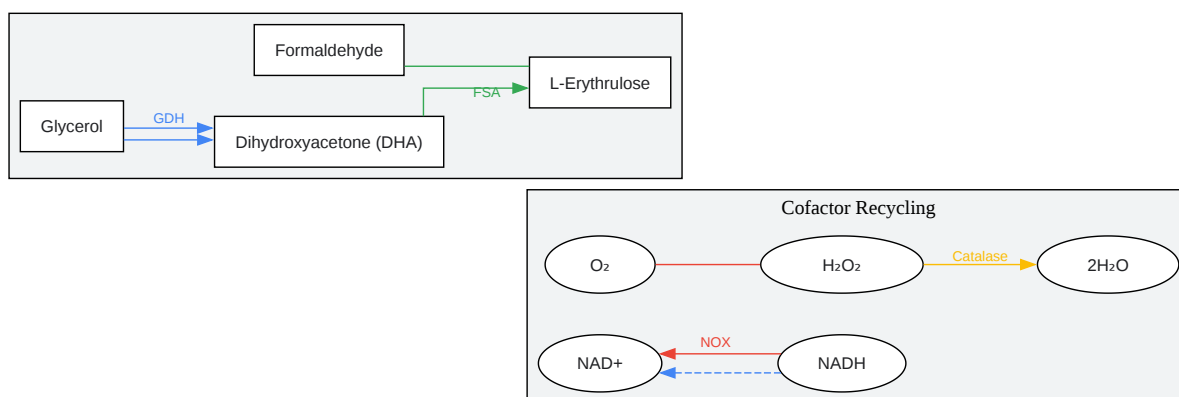 Formaldehyde
L-Erythrulose
FSA
Glycerol
GDH
Dihydroxyacetone (DHA)
Cofactor Recycling
O₂
H₂O₂
Catalase
2H₂O
NAD+
NOX
NADH